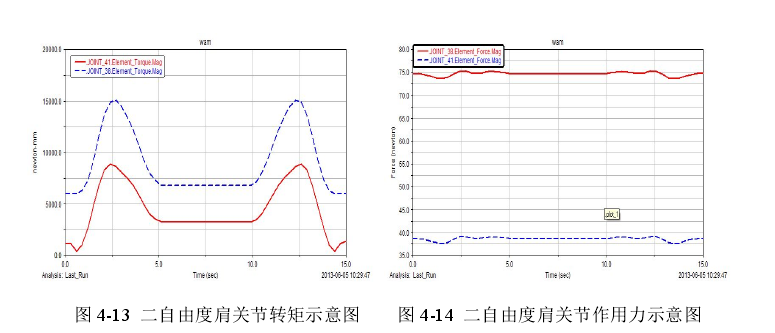 wam
20000.0
15000.0
10000.0
5000.0
0.0
newton-mm
JOINT_41.Element_Torque.Mag
JOINT_38.Element_Torque.Mag
0.0
5.0
10.0
15.0
Analysis: Last_Run
Time (sec)
2013-06-05 10:29:47
wam
80.0
75.0
70.0
65.0
60.0
55.0
50.0
45.0
40.0
35.0
Force (newton)
JOINT_38.Element_Force.Mag
JOINT_41.Element_Force.Mag
plot_1
0.0
5.0
10.0
15.0
Analysis: Last_Run
Time (sec)
2013-06-05 10:29:47
图 4-13 二自由度肩关节转矩示意图
图 4-14 二自由度肩关节作用力示意图